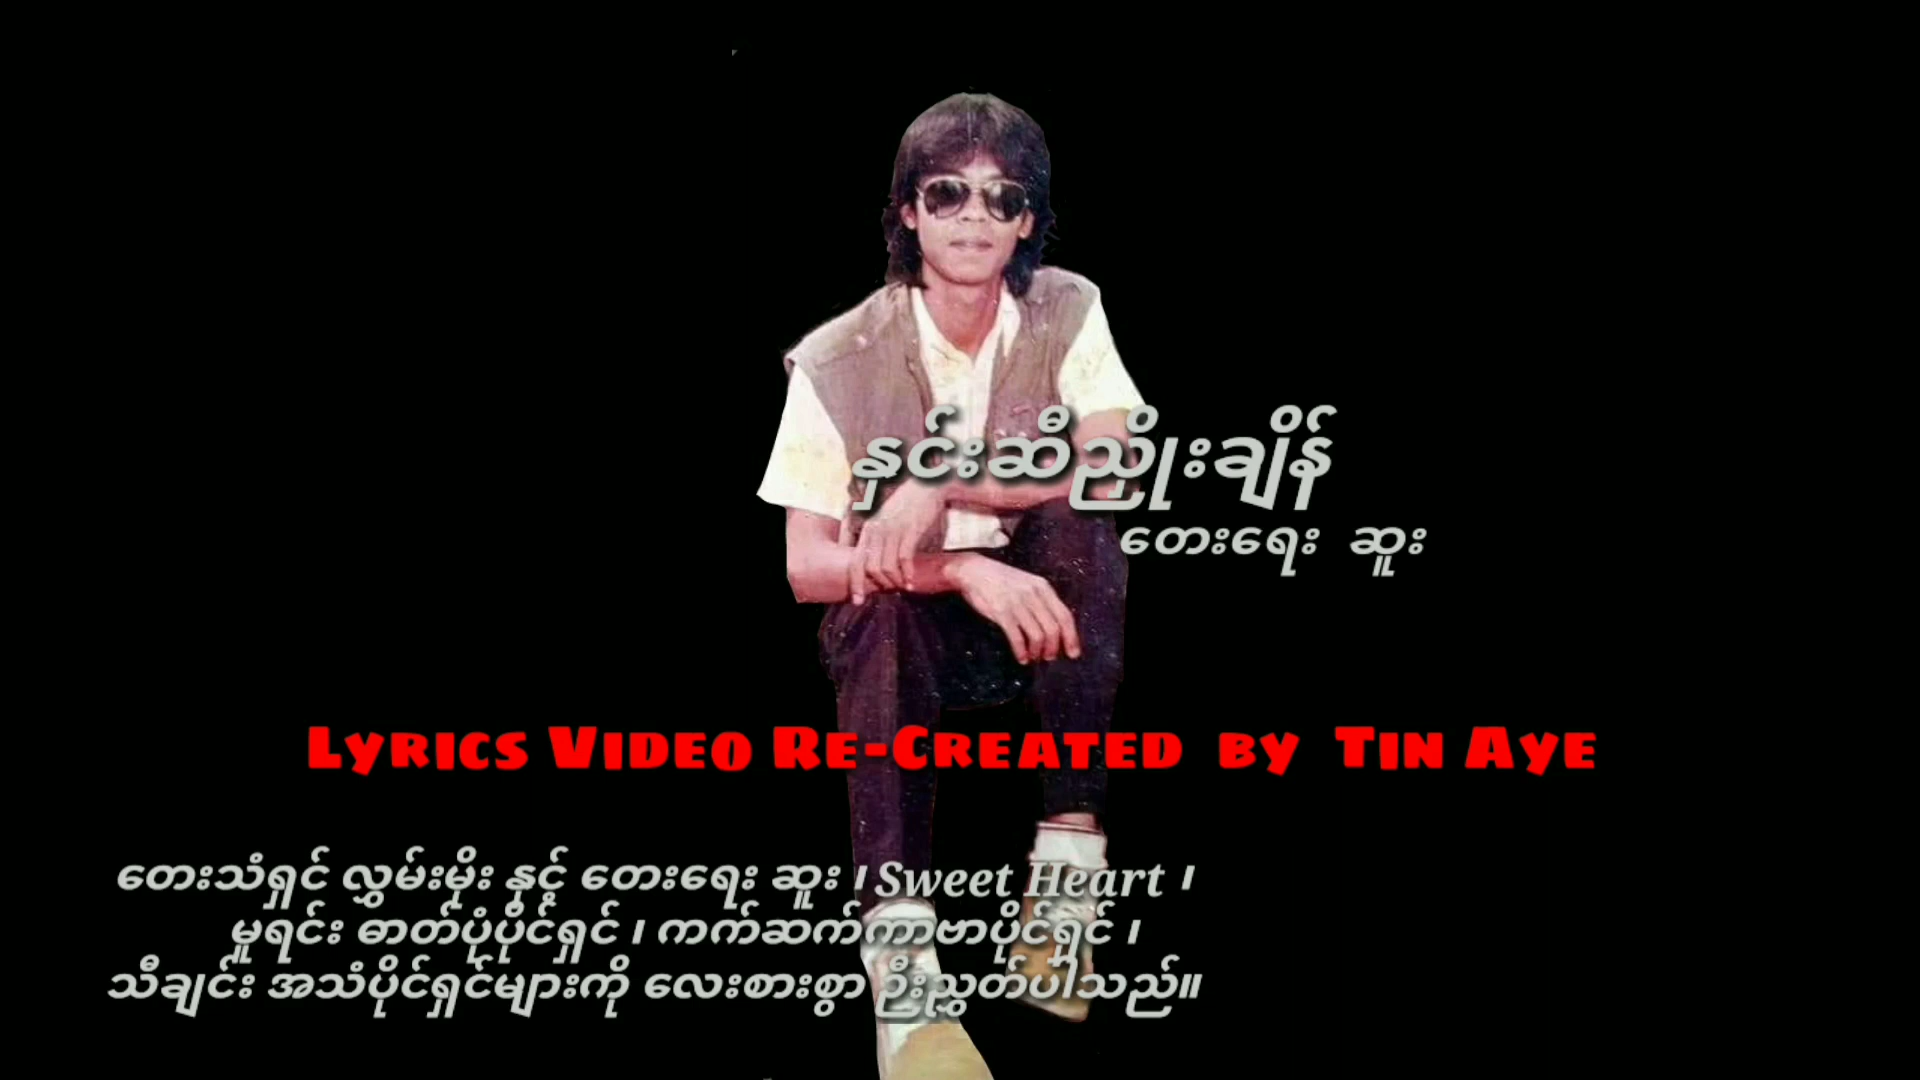 နှင်းဆီညှိုးချိန်
တေးရေး ဆူး
Lyrics Video Re-Created by Tin Aye
တေးသံရှင် လွှမ်းမိုး နှင့် တေးရေး ဆူး ၊ Sweet Heart ၊
မူရင်း ဓာတ်ပုံပိုင်ရှင် ၊ ကက်ဆက်ကာဗာပိုင်ရှင် ၊
သီချင်း အသံပိုင်ရှင်များကို လေးစားစွာ ဦးညွှတ်ပါသည်။